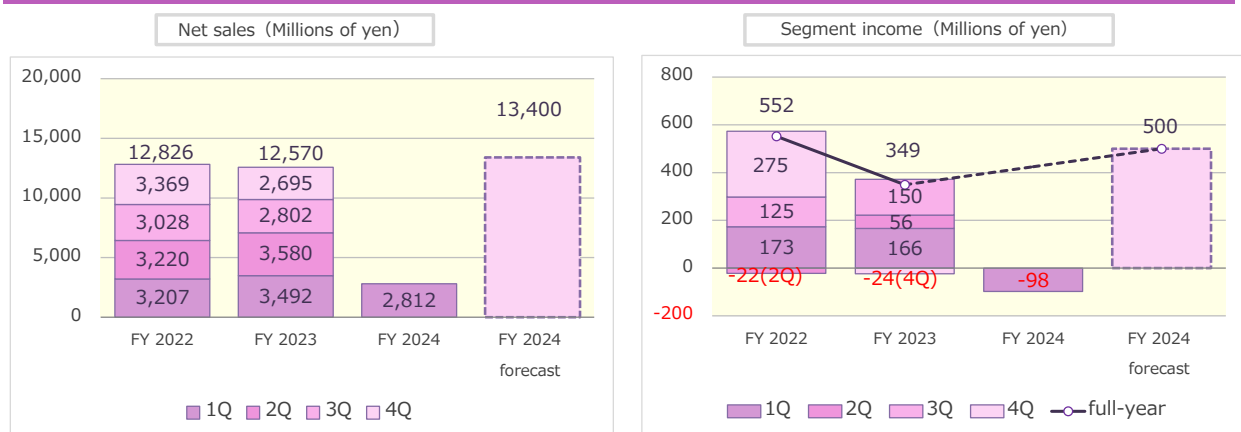 Net sales（Millions of yen）
20,000
15,000
10,000
5,000
0
12,826
3,369
3,028
3,220
3,207
12,570
2,695
2,802
3,580
3,492
2,812
13,400
FY 2022
FY 2023
FY 2024
FY 2024
forecast
1Q 2Q 3Q 4Q
Segment income（Millions of yen）
800
600
400
200
0
-200
552
275
125
173
-22(2Q)
349
150
56
166
-24(4Q)
-98
500
FY 2022
FY 2023
FY 2024
FY 2024
forecast
1Q 2Q 3Q 4Q full-year